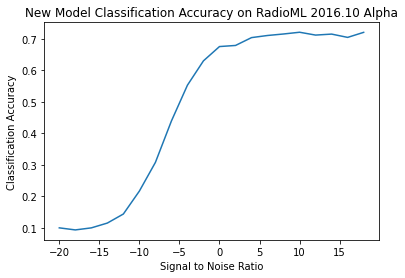 New Model Classification Accuracy on RadioML 2016.10 Alpha
Classification Accuracy
0.7
0.6
0.5
0.4
0.3
0.2
0.1
−20 −15 −10 −5 0 5 10 15
Signal to Noise Ratio